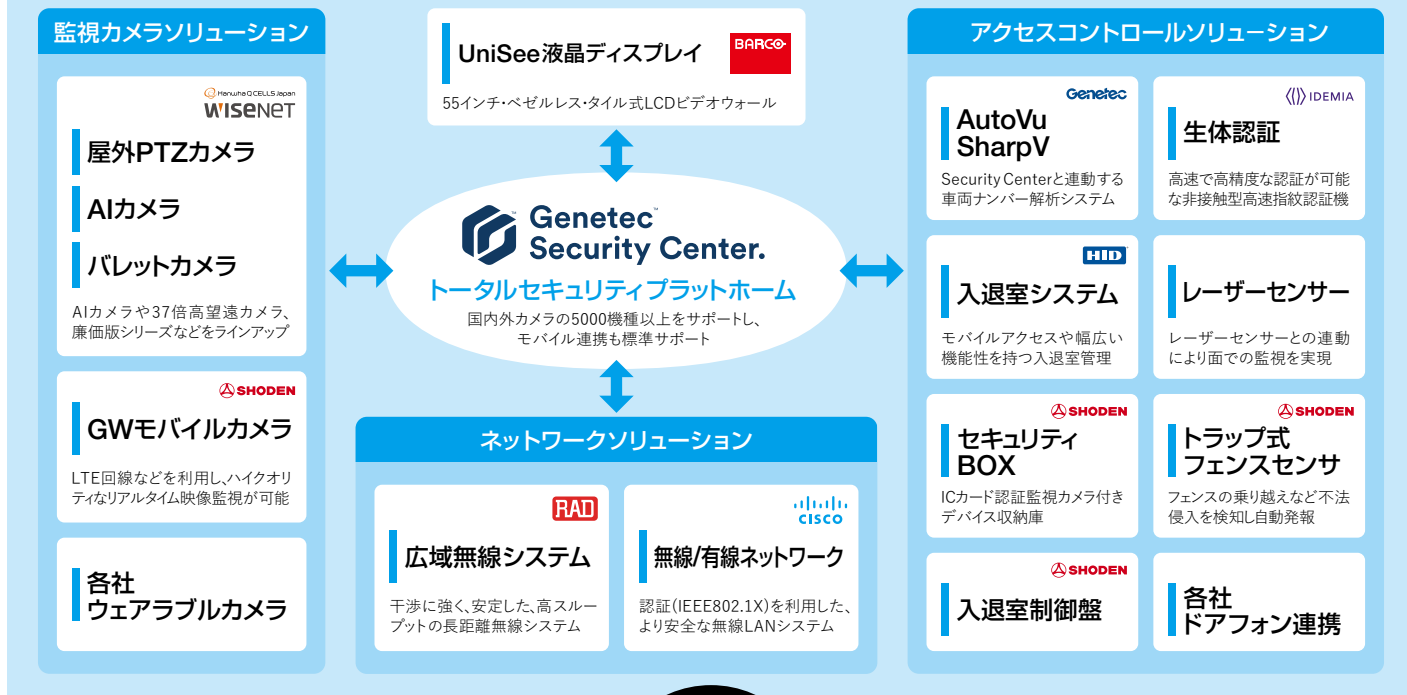 監視カメラソリューション
Hanwha Q CELLS Japan
WISENET
屋外PTZカメラ
AIカメラ
バレットカメラ
AIカメラや37倍高望遠カメラ、
廉価版シリーズなどをラインアップ
SHODEN
GWモバイルカメラ
LTE回線などを利用し、ハイクオリ
ティなリアルタイム映像監視が可能
各社
ウェアラブルカメラ
BARCO
UniSee液晶ディスプレイ
55インチ・ベゼルレス・タイル式LCDビデオウォール
Genetec™
Security Center.
トータルセキュリティプラットホーム
国内外カメラの5000機種以上をサポートし、
モバイル連携も標準サポート
ネットワークソリューション
RAD
広域無線システム
干渉に強く、安定した、高スルー
プットの長距離無線システム
CISCO
無線/有線ネットワーク
認証(IEEE802.1X)を利用した、
より安全な無線LANシステム
アクセスコントロールソリューション
Genetec
AutoVu
SharpV
Security Centerと連動する
車両ナンバー解析システム
IDEMIA
生体認証
高速で高精度な認証が可能
な非接触型高速指紋認証機
HID
入退室システム
モバイルアクセスや幅広い
機能性を持つ入退室管理
レーザーセンサー
レーザーセンサーとの連動
により面での監視を実現
SHODEN
セキュリティ
BOX
ICカード認証監視カメラ付き
デバイス収納庫
SHODEN
トラップ式
フェンスセンサ
フェンスの乗り越えなど不法
侵入を検知し自動発報
SHODEN
入退室制御盤
各社
ドアフォン連携